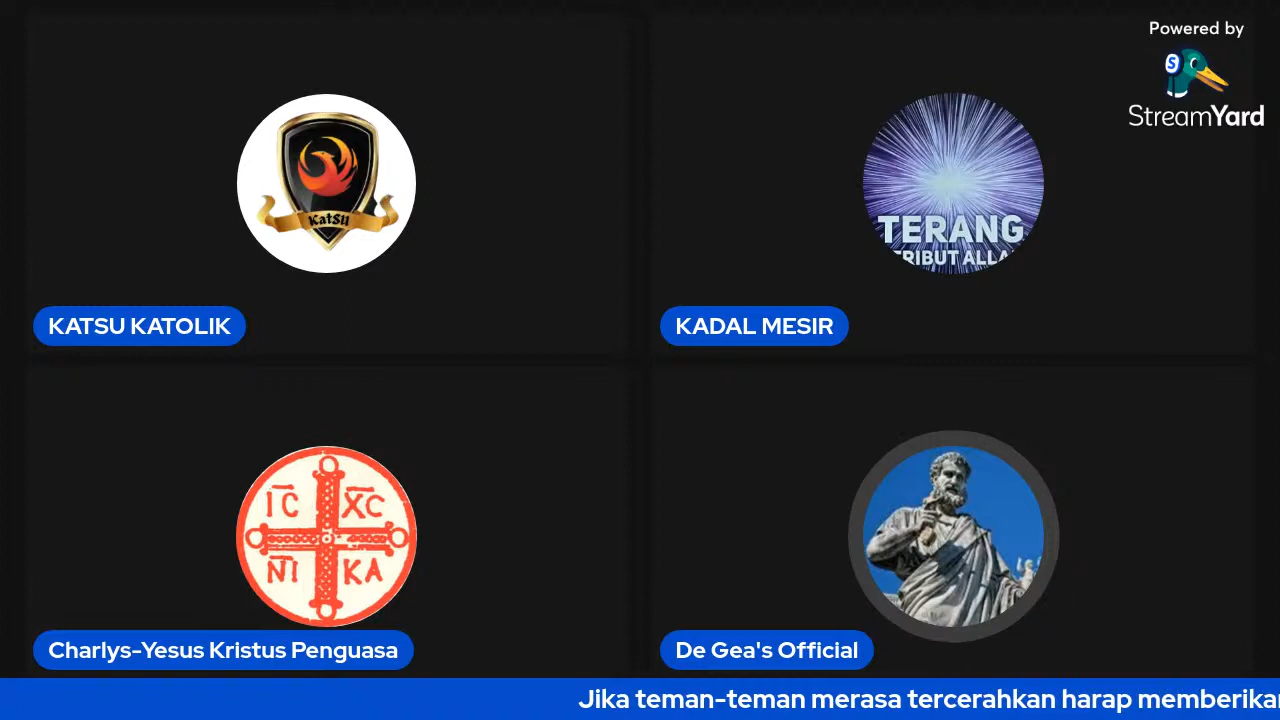 Powered by
S
StreamYard
KatSU
KATSU KATOLIK
TERANG
KADAL MESIR
IC XC
NI KA
Charlys-Yesus Kristus Penguasa
De Gea's Official
Jika teman-teman merasa tercerahkan harap